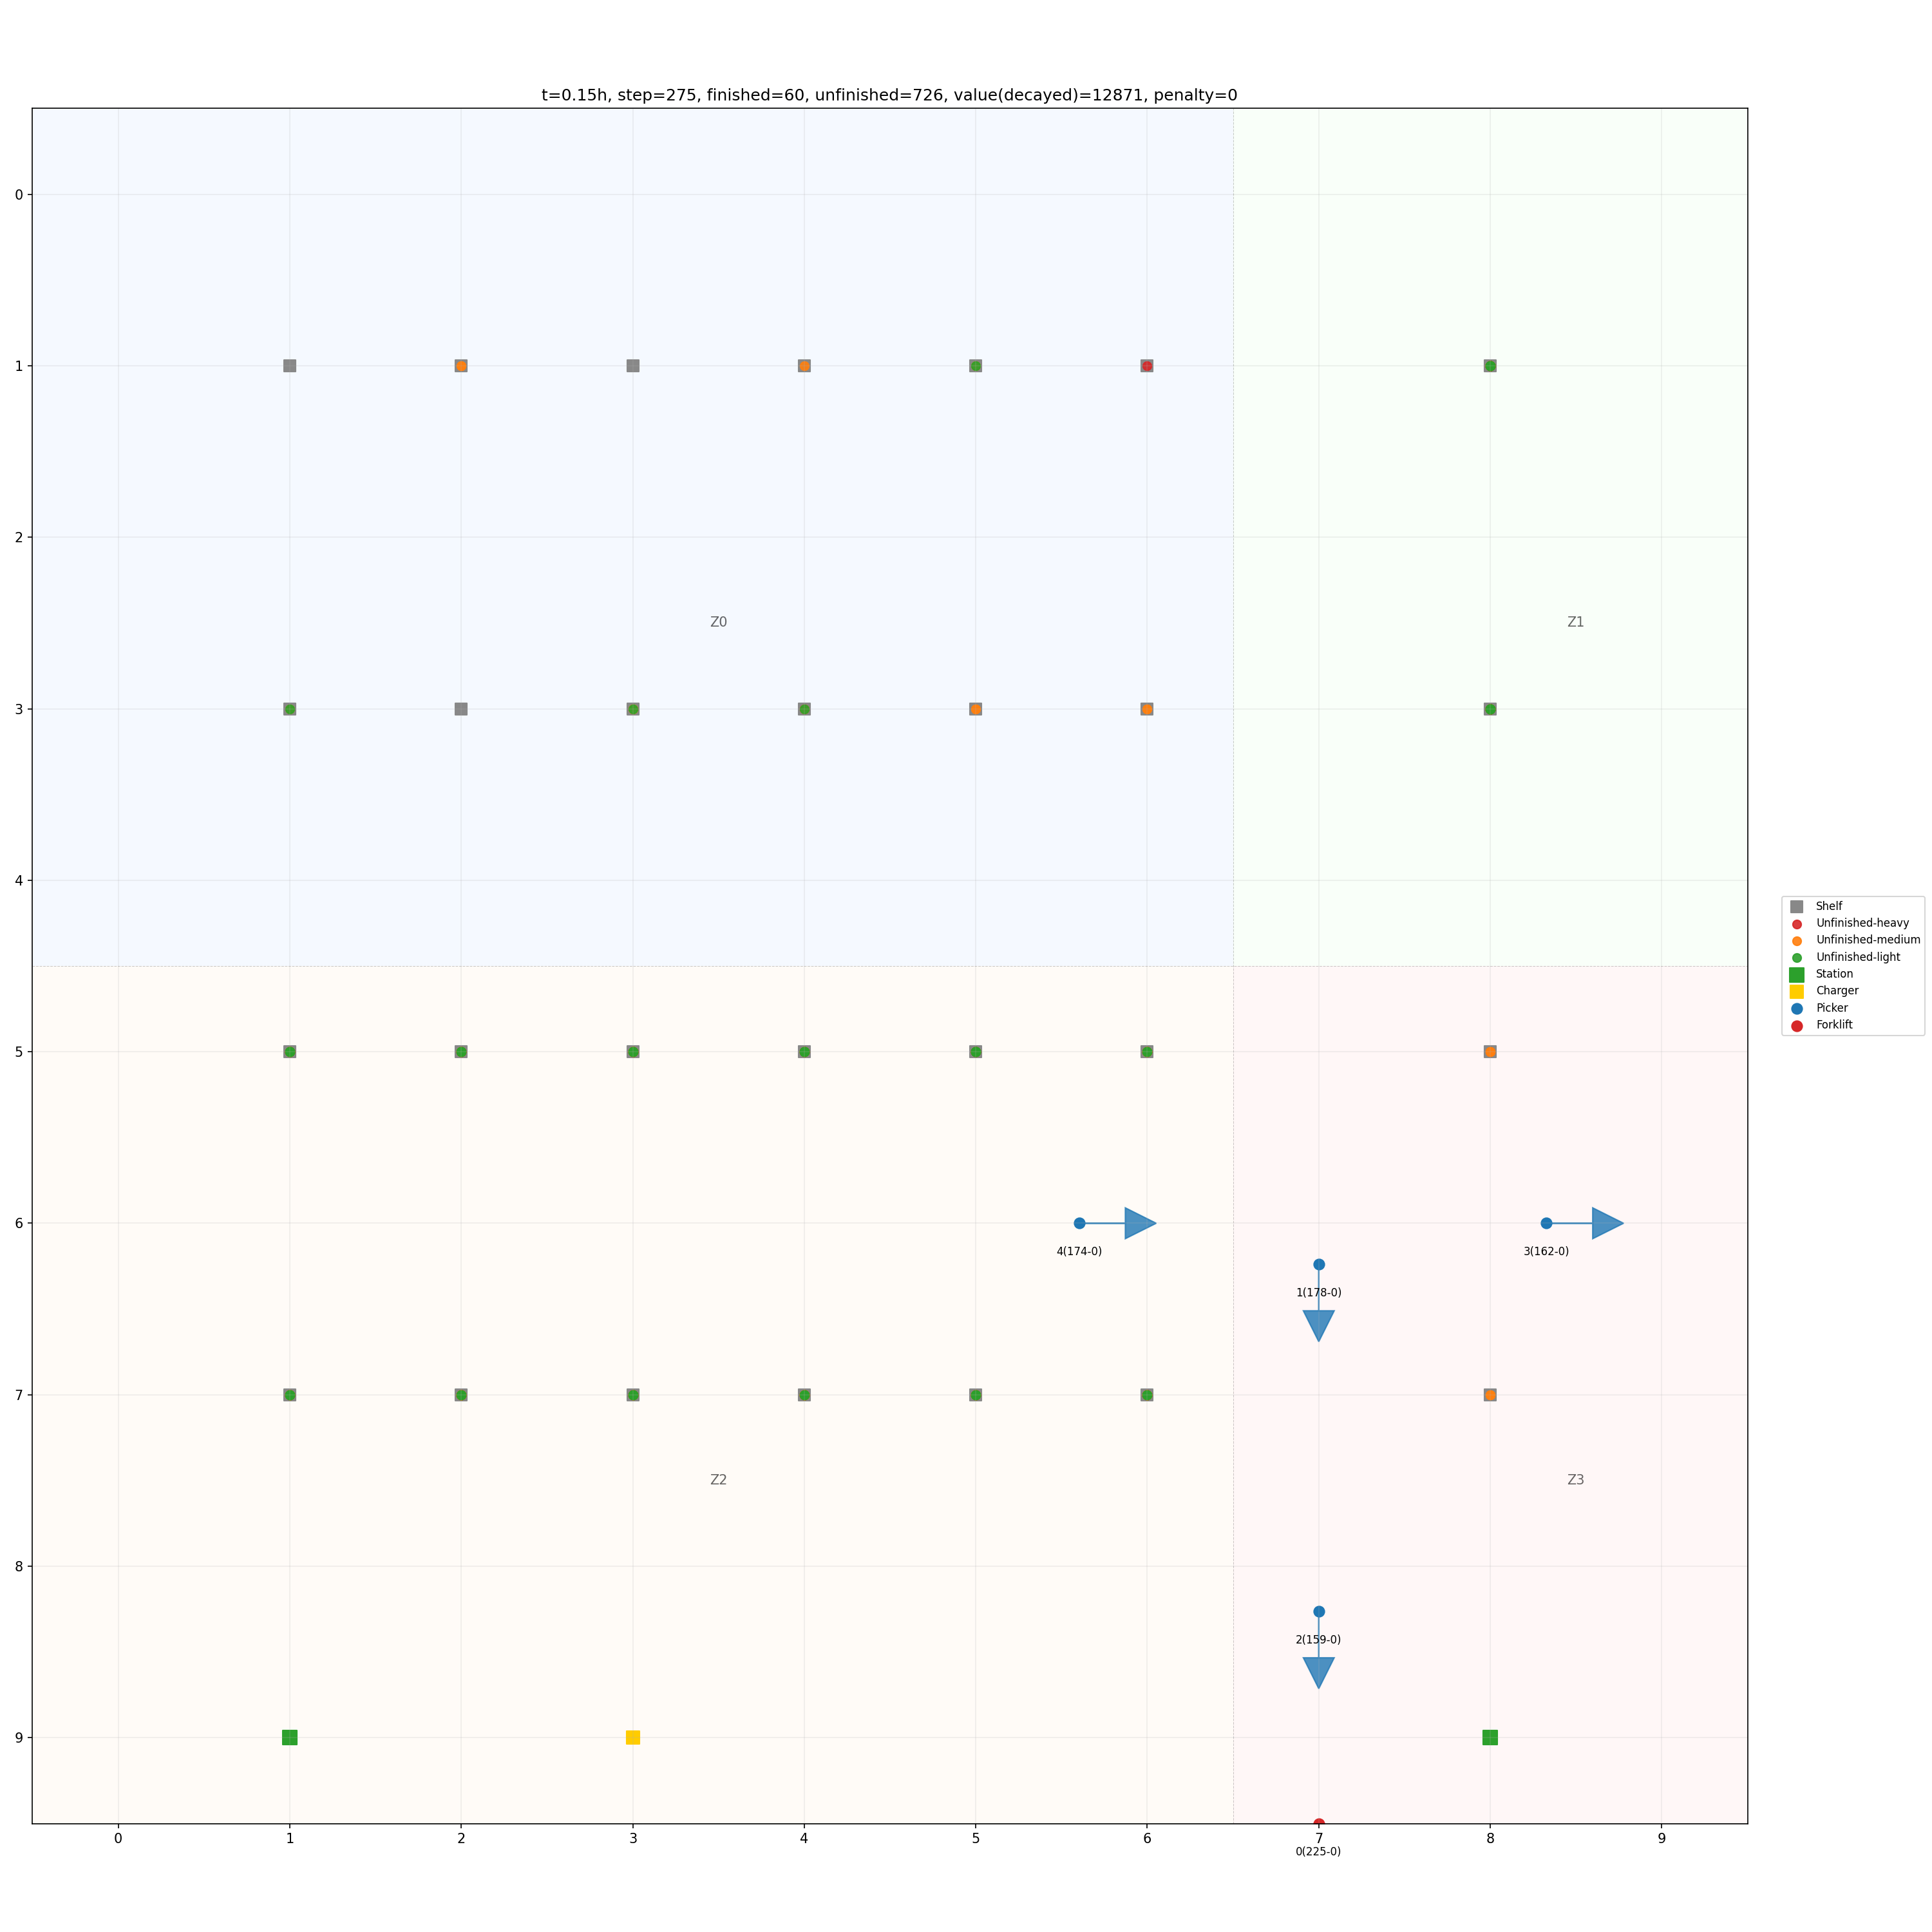 t=0.15h, step=275, finished=60, unfinished=726, value(decayed)=12871, penalty=0
0
1
2
Z0
Z1
3
4
Shelf
Unfinished-heavy
Unfinished-medium
Unfinished-light
Station
Charger
Picker
Forklift
5
6
4(174-0)
3(162-0)
1(178-0)
7
Z2
Z3
8
2(159-0)
9
0 1 2 3 4 5 6 7 8 9
0(225-0)